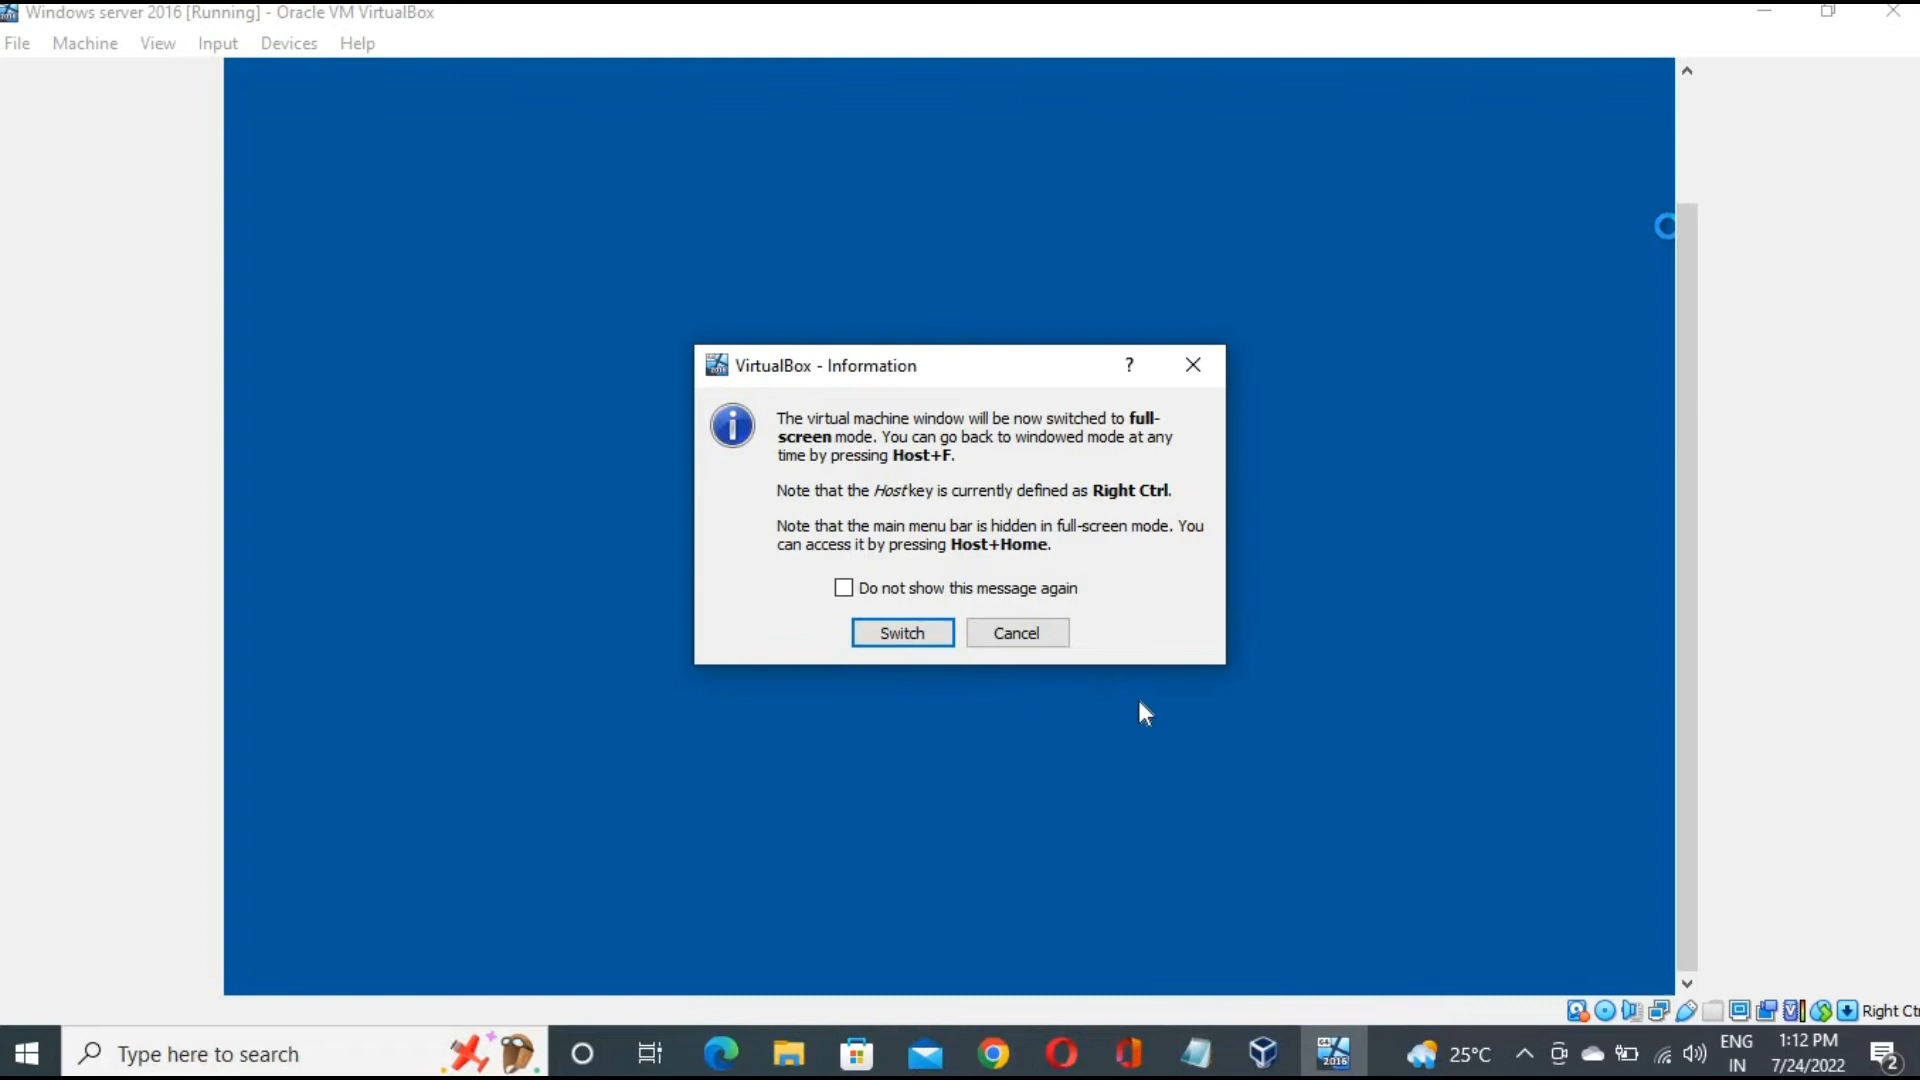 Windows server 2016 [Running] - Oracle VM VirtualBox
File Machine View Input Devices Help
VirtualBox - Information
?
The virtual machine window will be now switched to full-
screen mode. You can go back to windowed mode at any
time by pressing Host+F.
Note that the Host key is currently defined as Right Ctrl.
Note that the main menu bar is hidden in full-screen mode. You
can access it by pressing Host+Home.
Do not show this message again
Switch Cancel
Right Ct
Type here to search
64 2016
25°C
ENG
IN
1:12 PM
7/24/2022
2